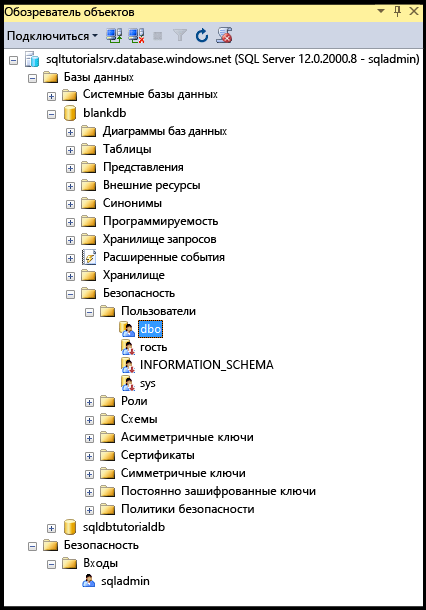 Обозреватель объектов
Подключиться
sqltutorialsrv.database.windows.net (SQL Server 12.0.2000.8 - sqladmin)
Базы данных
Системные базы данных
blankdb
Диаграммы баз данных
Таблицы
Представления
Внешние ресурсы
Синонимы
Программируемость
Хранилище запросов
Расширенные события
Хранилище
Безопасность
Пользователи
dbo
гость
INFORMATION_SCHEMA
sys
Роли
Схемы
Асимметричные ключи
Сертификаты
Симметричные ключи
Постоянно зашифрованные ключи
Политики безопасности
sqldbtutorialdb
Безопасность
Входы
sqladmin